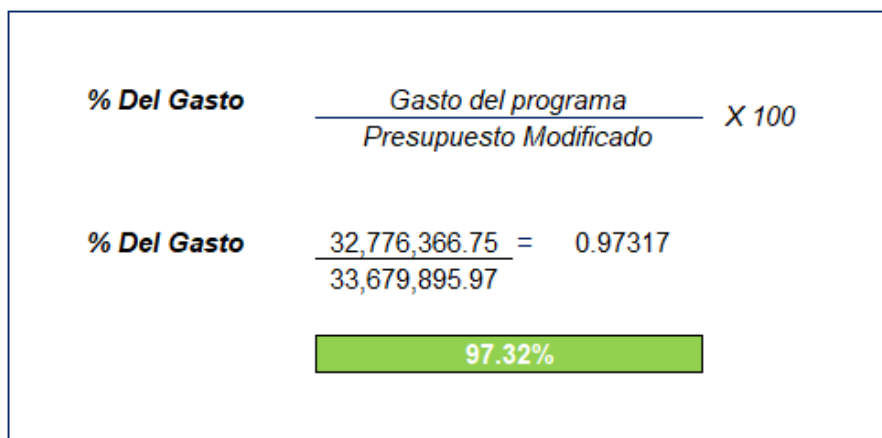 % Del Gasto Gasto del programa X 100
Presupuesto Modificado
% Del Gasto 32,776,366.75 = 0.97317
33,679,895.97
97.32%